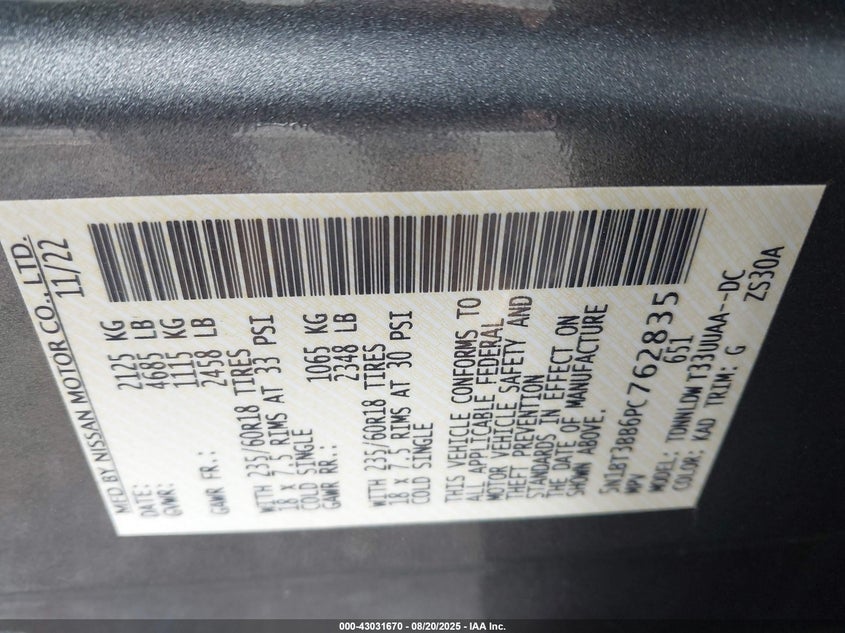 MFD BY NISSAN MOTOR CO., LTD.
DATE: 11/22
GVWR: 2125 KG
4685 LB
GAWR FR.: 1115 KG
2458 LB
WITH 235/60R18 TIRES
18 X 7.5 RIMS AT 33 PSI
COLD SINGLE
GAWR RR.: 1065 KG
2348 LB
WITH 235/60R18 TIRES
18 X 7.5 RIMS AT 30 PSI
COLD SINGLE
THIS VEHICLE CONFORMS TO
ALL APPLICABLE FEDERAL
MOTOR VEHICLE SAFETY AND
THEFT PREVENTION
STANDARDS IN EFFECT ON
THE DATE OF MANUFACTURE
SHOWN ABOVE.
5N1BT3BB6PC762835
MPV 651
MODEL: TDNNLDW T33UUAA--DC
COLOR: KAD TRIM: G ZS30A
000-43031670 - 08/20/2025 - IAA Inc.